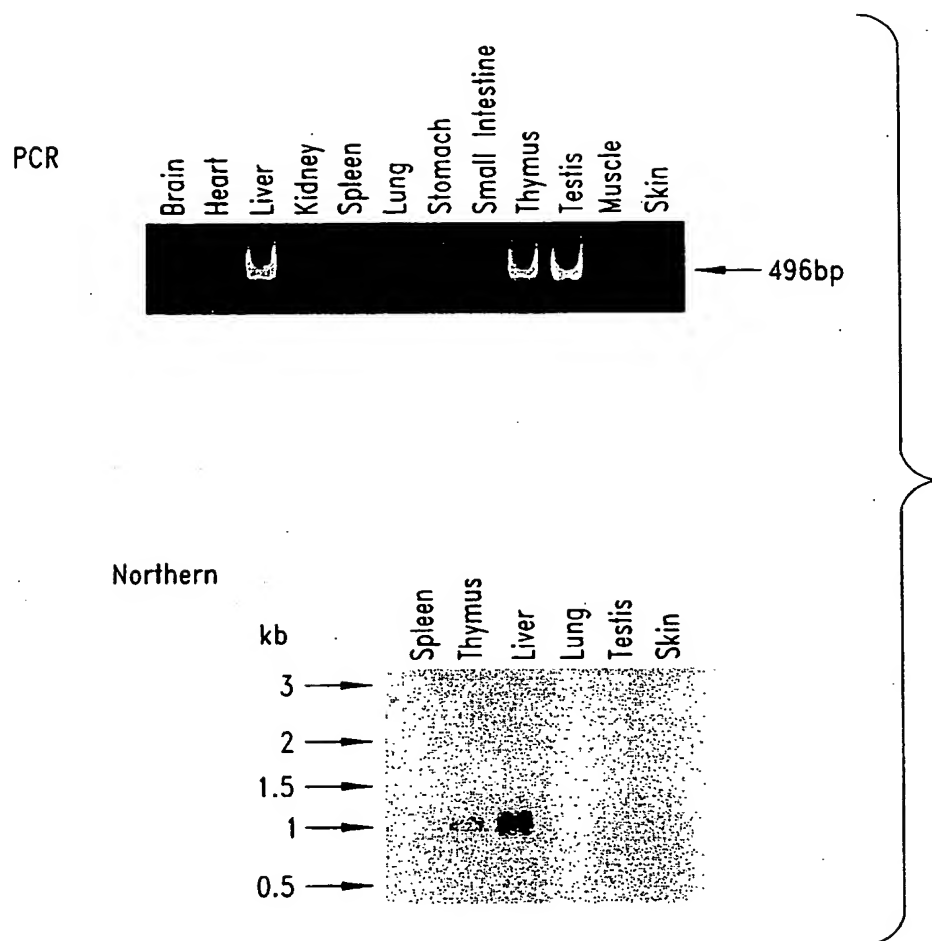 PCR
Brain
Heart
Liver
Kidney
Spleen
Lung
Stomach
Small Intestine
Thymus
Testis
Muscle
Skin
496bp
Northern
kb
Spleen
Thymus
Liver
Lung
Testis
Skin
3
2
1.5
1
0.5